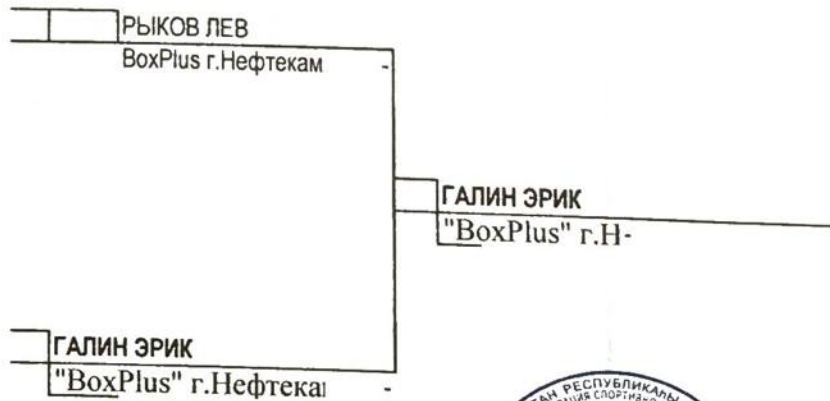 РЫКОВ ЛЕВ
BoxPlus г.Нефтекам -
ГАЛИН ЭРИК
"BoxPlus" г.Н-
ГАЛИН ЭРИК
"BoxPlus" г.Нефтека -